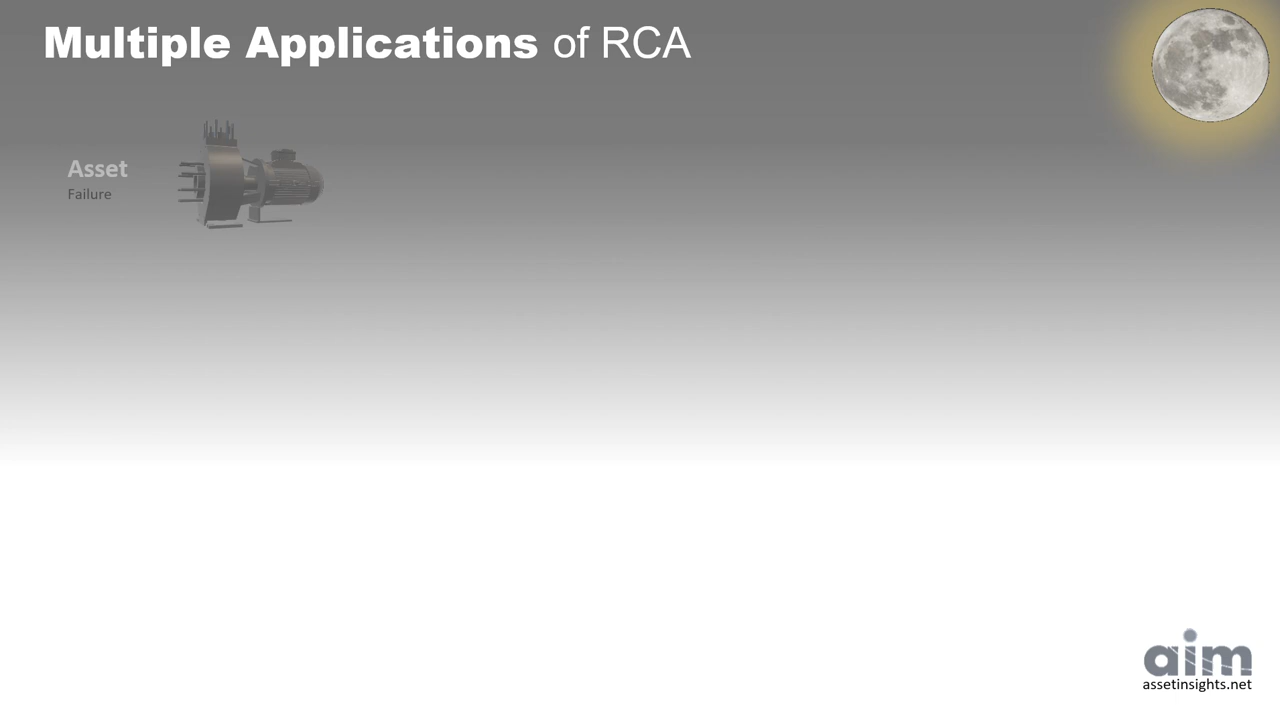 Multiple Applications of RCA
Asset
Failure
aim
assetinsights.net